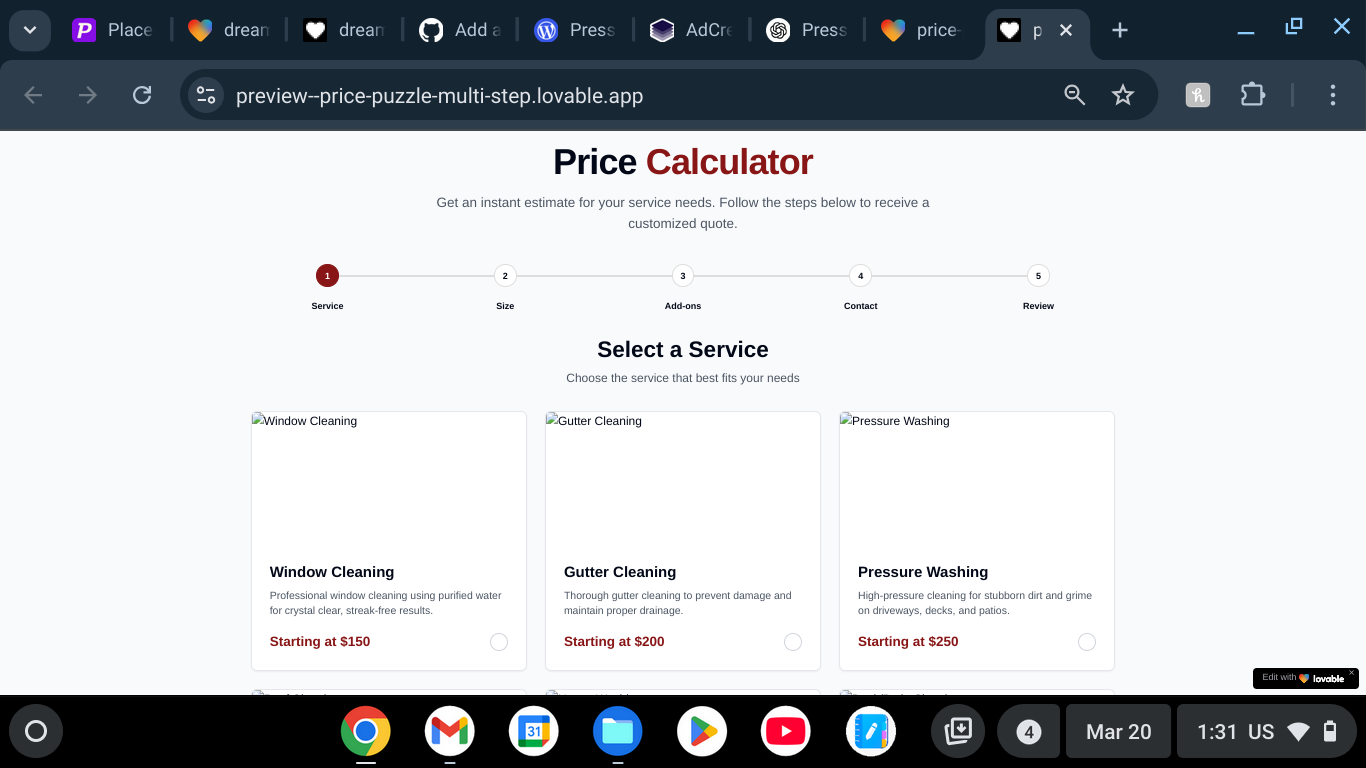 Place
dream
dream
Add a
Press
AdCre
Press
price-
p
preview--price-puzzle-multi-step.lovable.app
Price Calculator
Get an instant estimate for your service needs. Follow the steps below to receive a
customized quote.
1 2 3 4 5
Service Size Add-ons Contact Review
Select a Service
Choose the service that best fits your needs
Window Cleaning
Gutter Cleaning
Pressure Washing
Window Cleaning
Professional window cleaning using purified water
for crystal clear, streak-free results.
Starting at $150
Gutter Cleaning
Thorough gutter cleaning to prevent damage and
maintain proper drainage.
Starting at $200
Pressure Washing
High-pressure cleaning for stubborn dirt and grime
on driveways, decks, and patios.
Starting at $250
Edit with lovable
31
4
Mar 20
1:31 US